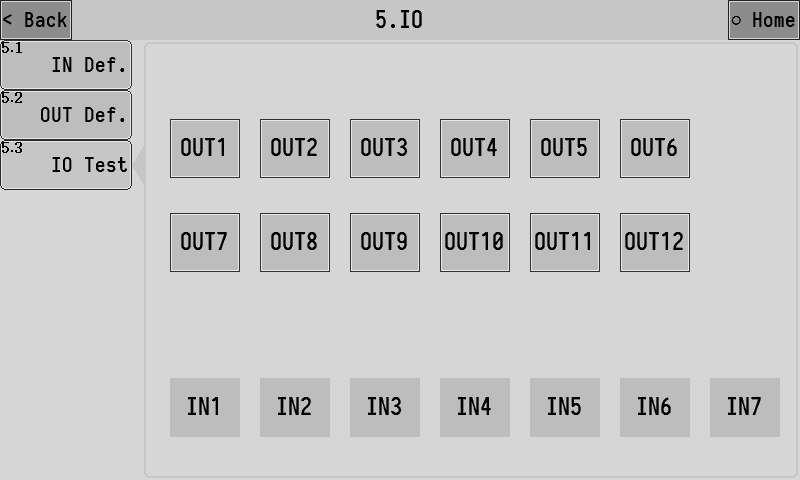 < Back
5.IO
○ Home
5.1
IN Def.
5.2
OUT Def.
5.3
IO Test
OUT1 OUT2 OUT3 OUT4 OUT5 OUT6
OUT7 OUT8 OUT9 OUT10 OUT11 OUT12
IN1 IN2 IN3 IN4 IN5 IN6 IN7